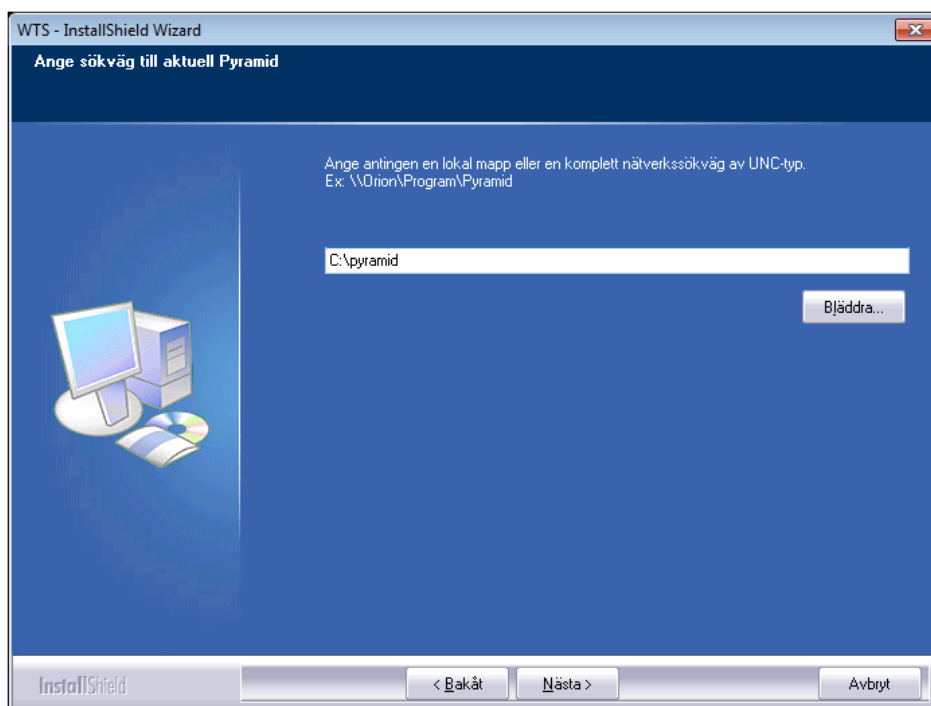 WTS - InstallShield Wizard
Ange sökväg till aktuell Pyramid
Ange antingen en lokal mapp eller en komplett nätverkssökväg av UNC-typ.
Ex: \\Orion\Program\Pyramid
C:\pyramid
Bläddra...
InstallShield
< Bakåt
Nästa >
Avbryt